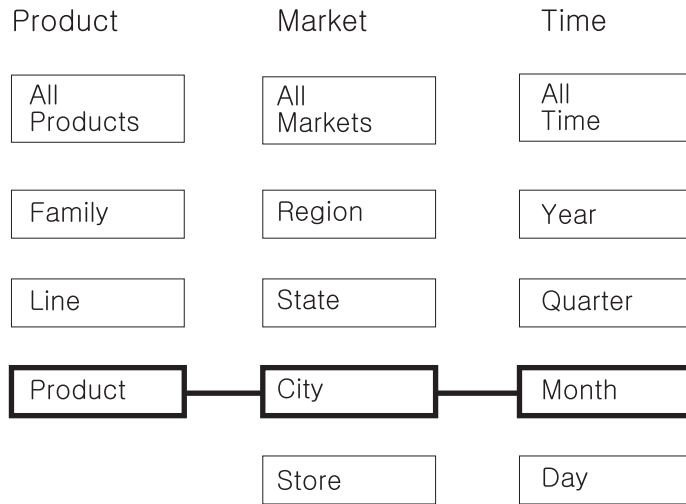 Product Market Time
All
Products
All
Markets
All
Time
Family Region Year
Line State Quarter
Product City Month
Store Day